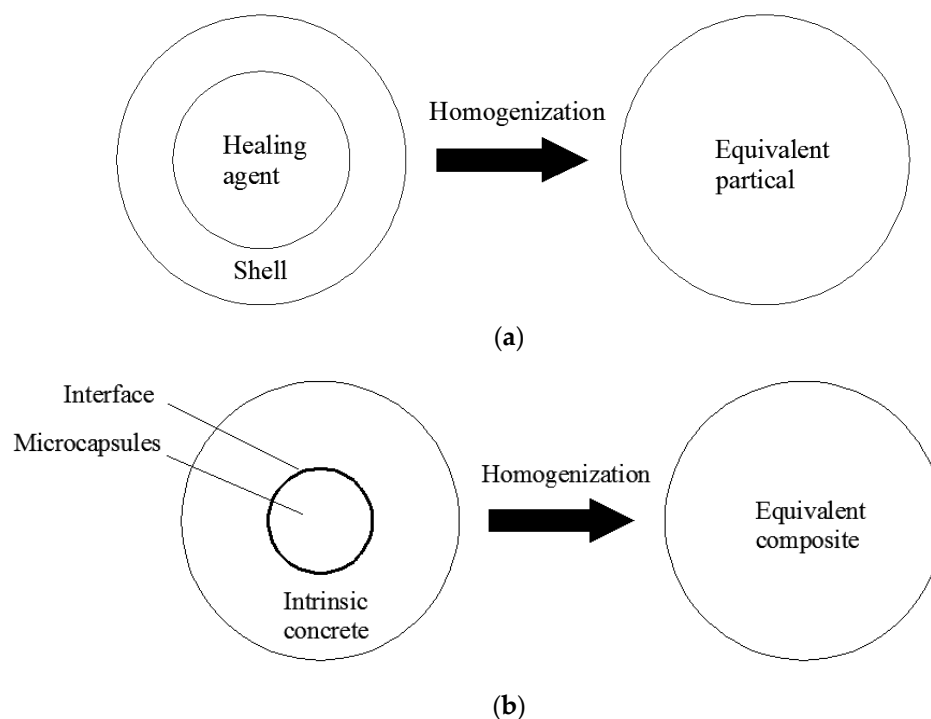 Healing
agent
Shell
Homogenization
Equivalent
partical
(a)
Interface
Microcapsules
Intrinsic
concrete
Homogenization
Equivalent
composite
(b)